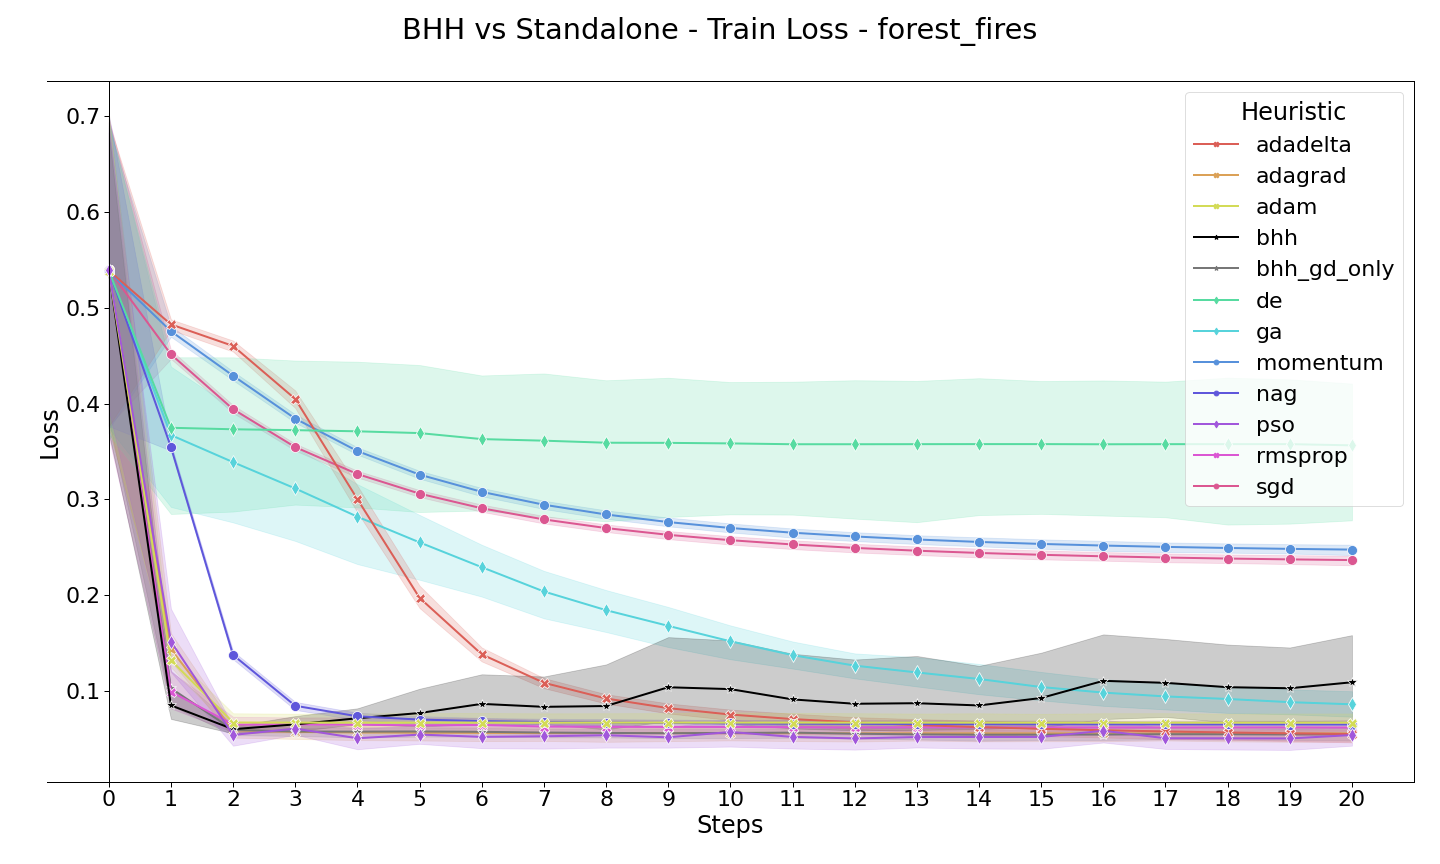 BHH vs Standalone - Train Loss - forest_fires
Loss
0.7
0.6
0.5
0.4
0.3
0.2
0.1
Heuristic
adadelta
adagrad
adam
bhh
bhh_gd_only
de
ga
momentum
nag
pso
rmsprop
sgd
0 1 2 3 4 5 6 7 8 9 10 11 12 13 14 15 16 17 18 19 20
Steps